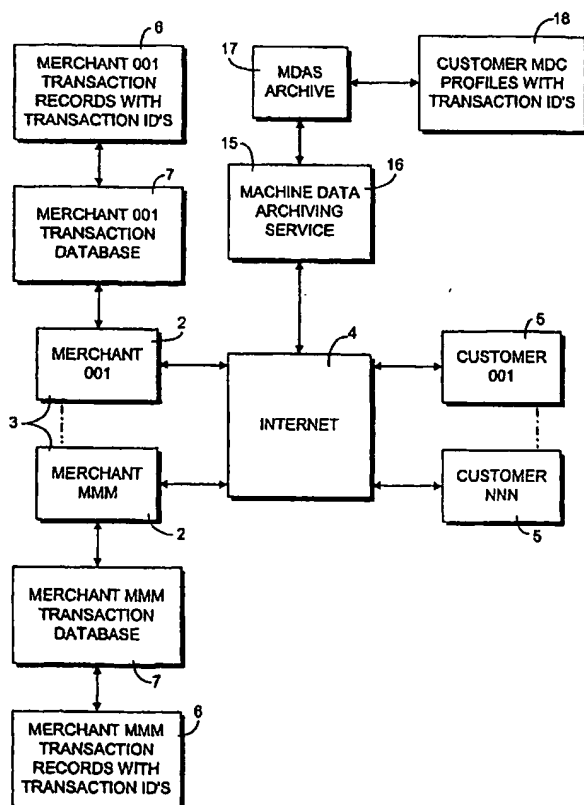 6
MERCHANT 001
TRANSACTION
RECORDS WITH
TRANSACTION ID'S
7
MERCHANT 001
TRANSACTION
DATABASE
2
MERCHANT
001
3
MERCHANT
MMM
2
MERCHANT MMM
TRANSACTION
DATABASE
7
6
MERCHANT MMM
TRANSACTION
RECORDS WITH
TRANSACTION ID'S
17
MDAS
ARCHIVE
18
CUSTOMER MDC
PROFILES WITH
TRANSACTION ID'S
15
16
MACHINE DATA
ARCHIVING
SERVICE
4
INTERNET
5
CUSTOMER
001
CUSTOMER
NNN
5